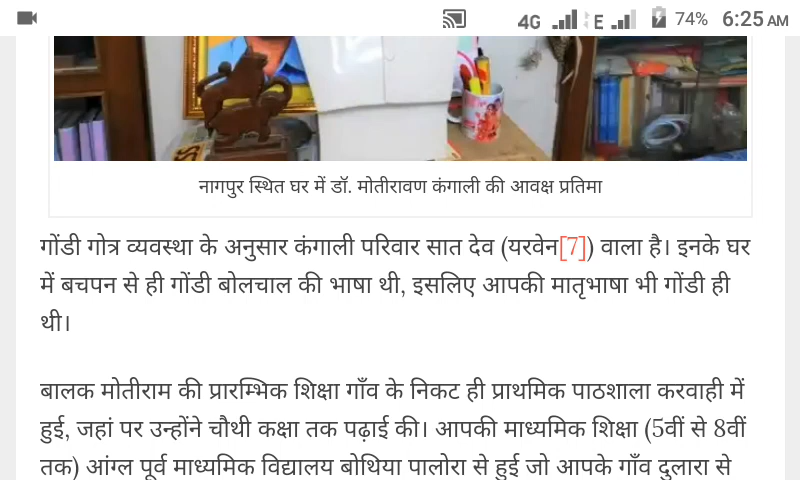 4G E 74% 6:25 AM
नागपुर स्थित घर में डॉ. मोतीरावण कंगाली की आवक्ष प्रतिमा
गोंडी गोत्र व्यवस्था के अनुसार कंगाली परिवार सात देव (यरवेन[7]) वाला है। इनके घर
में बचपन से ही गोंडी बोलचाल की भाषा थी, इसलिए आपकी मातृभाषा भी गोंडी ही
थी।
बालक मोतीराम की प्रारम्भिक शिक्षा गाँव के निकट ही प्राथमिक पाठशाला करवाही में
हुई, जहां पर उन्होंने चौथी कक्षा तक पढ़ाई की। आपकी माध्यमिक शिक्षा (5वीं से 8वीं
तक) आंग्ल पूर्व माध्यमिक विद्यालय बोथिया पालोरा से हुई जो आपके गाँव दुलारा से